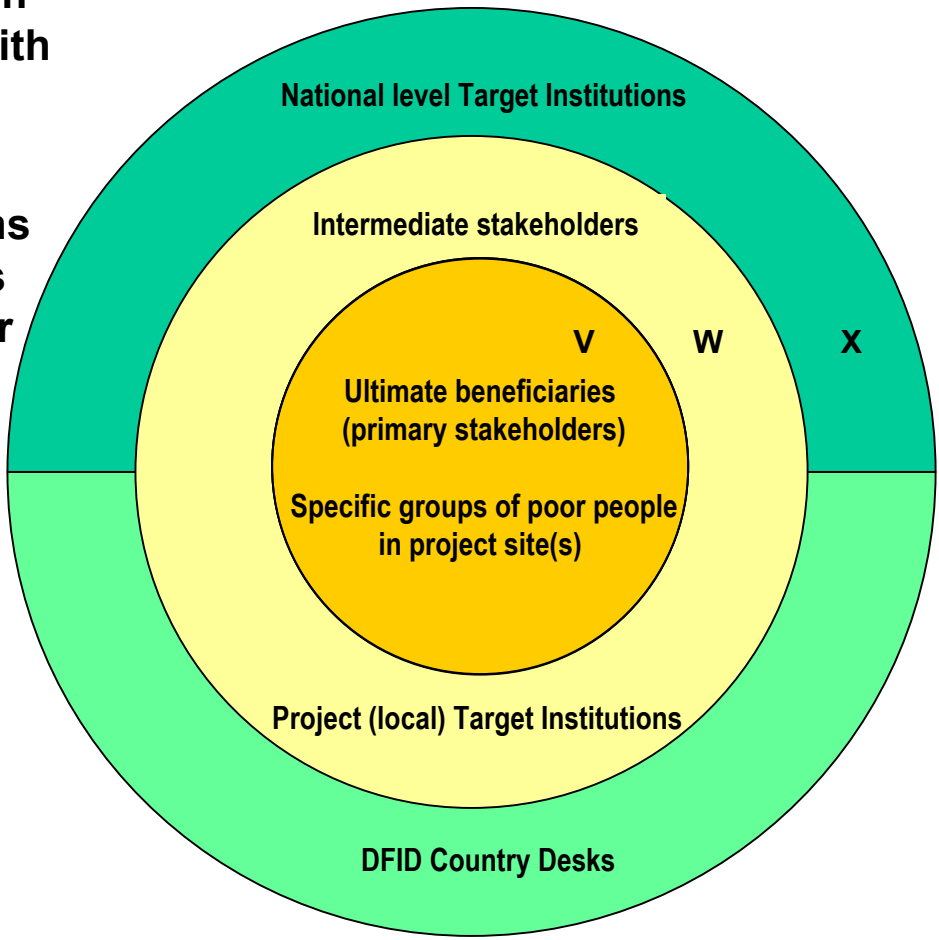 ith
National level Target Institutions
Intermediate stakeholders
V W X
Ultimate beneficiaries
(primary stakeholders)
Specific groups of poor people
in project site(s)
Project (local) Target Institutions
DFID Country Desks